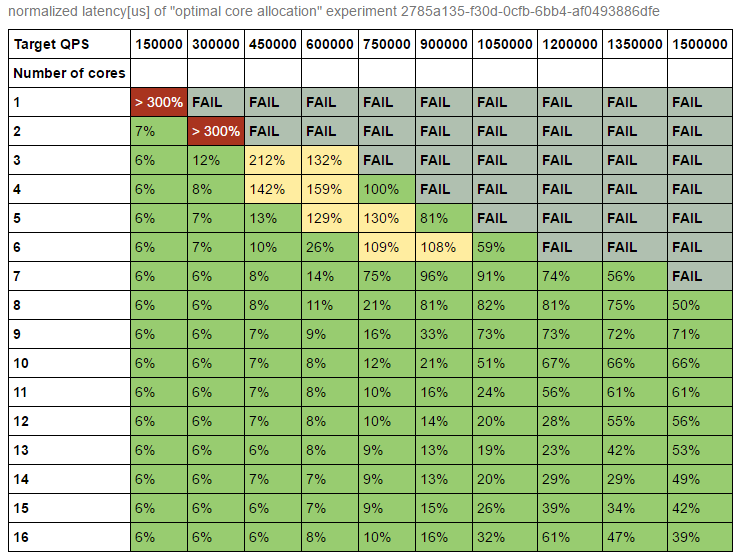 normalized latency[us] of "optimal core allocation" experiment 2785a135-f30d-0cfb-6bb4-af0493886dfe
Target QPS 150000 300000 450000 600000 750000 900000 1050000 1200000 1350000 1500000
Number of cores
1 > 300% FAIL FAIL FAIL FAIL FAIL FAIL FAIL FAIL FAIL
2 7% > 300% FAIL FAIL FAIL FAIL FAIL FAIL FAIL FAIL
3 6% 12% 212% 132% FAIL FAIL FAIL FAIL FAIL FAIL
4 6% 8% 142% 159% 100% FAIL FAIL FAIL FAIL FAIL
5 6% 7% 13% 129% 130% 81% FAIL FAIL FAIL FAIL
6 6% 7% 10% 26% 109% 108% 59% FAIL FAIL FAIL
7 6% 6% 8% 14% 75% 96% 91% 74% 56% FAIL
8 6% 6% 8% 11% 21% 81% 82% 81% 75% 50%
9 6% 6% 7% 9% 16% 33% 73% 73% 72% 71%
10 6% 6% 7% 8% 12% 21% 51% 67% 66% 66%
11 6% 6% 7% 8% 10% 16% 24% 56% 61% 61%
12 6% 6% 7% 8% 10% 14% 20% 28% 55% 56%
13 6% 6% 6% 8% 9% 13% 19% 23% 42% 53%
14 6% 6% 7% 7% 9% 13% 20% 29% 29% 49%
15 6% 6% 6% 7% 9% 15% 26% 39% 34% 42%
16 6% 6% 6% 8% 10% 16% 32% 61% 47% 39%